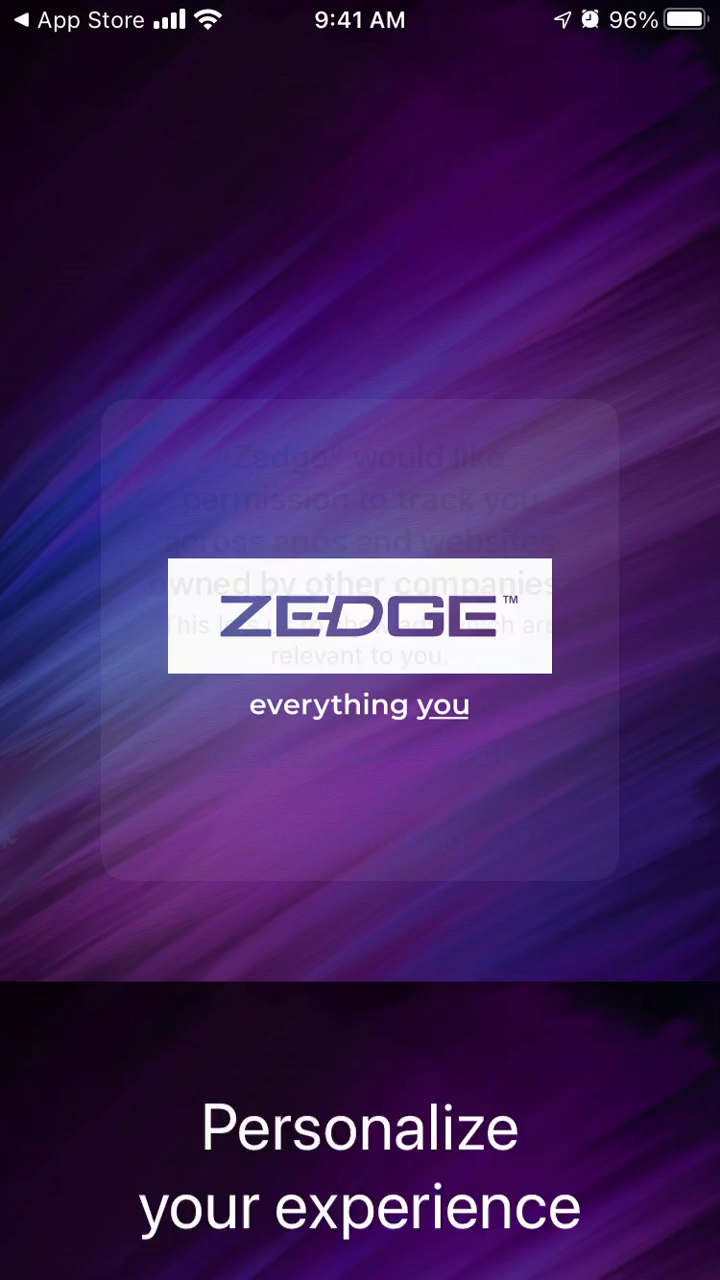 App Store
9:41 AM
96%
"Zedge" would like
permission to track you
across apps and websites
owned by other companies
relevant to you.
ZEDGE™
everything you
Personalize
your experience